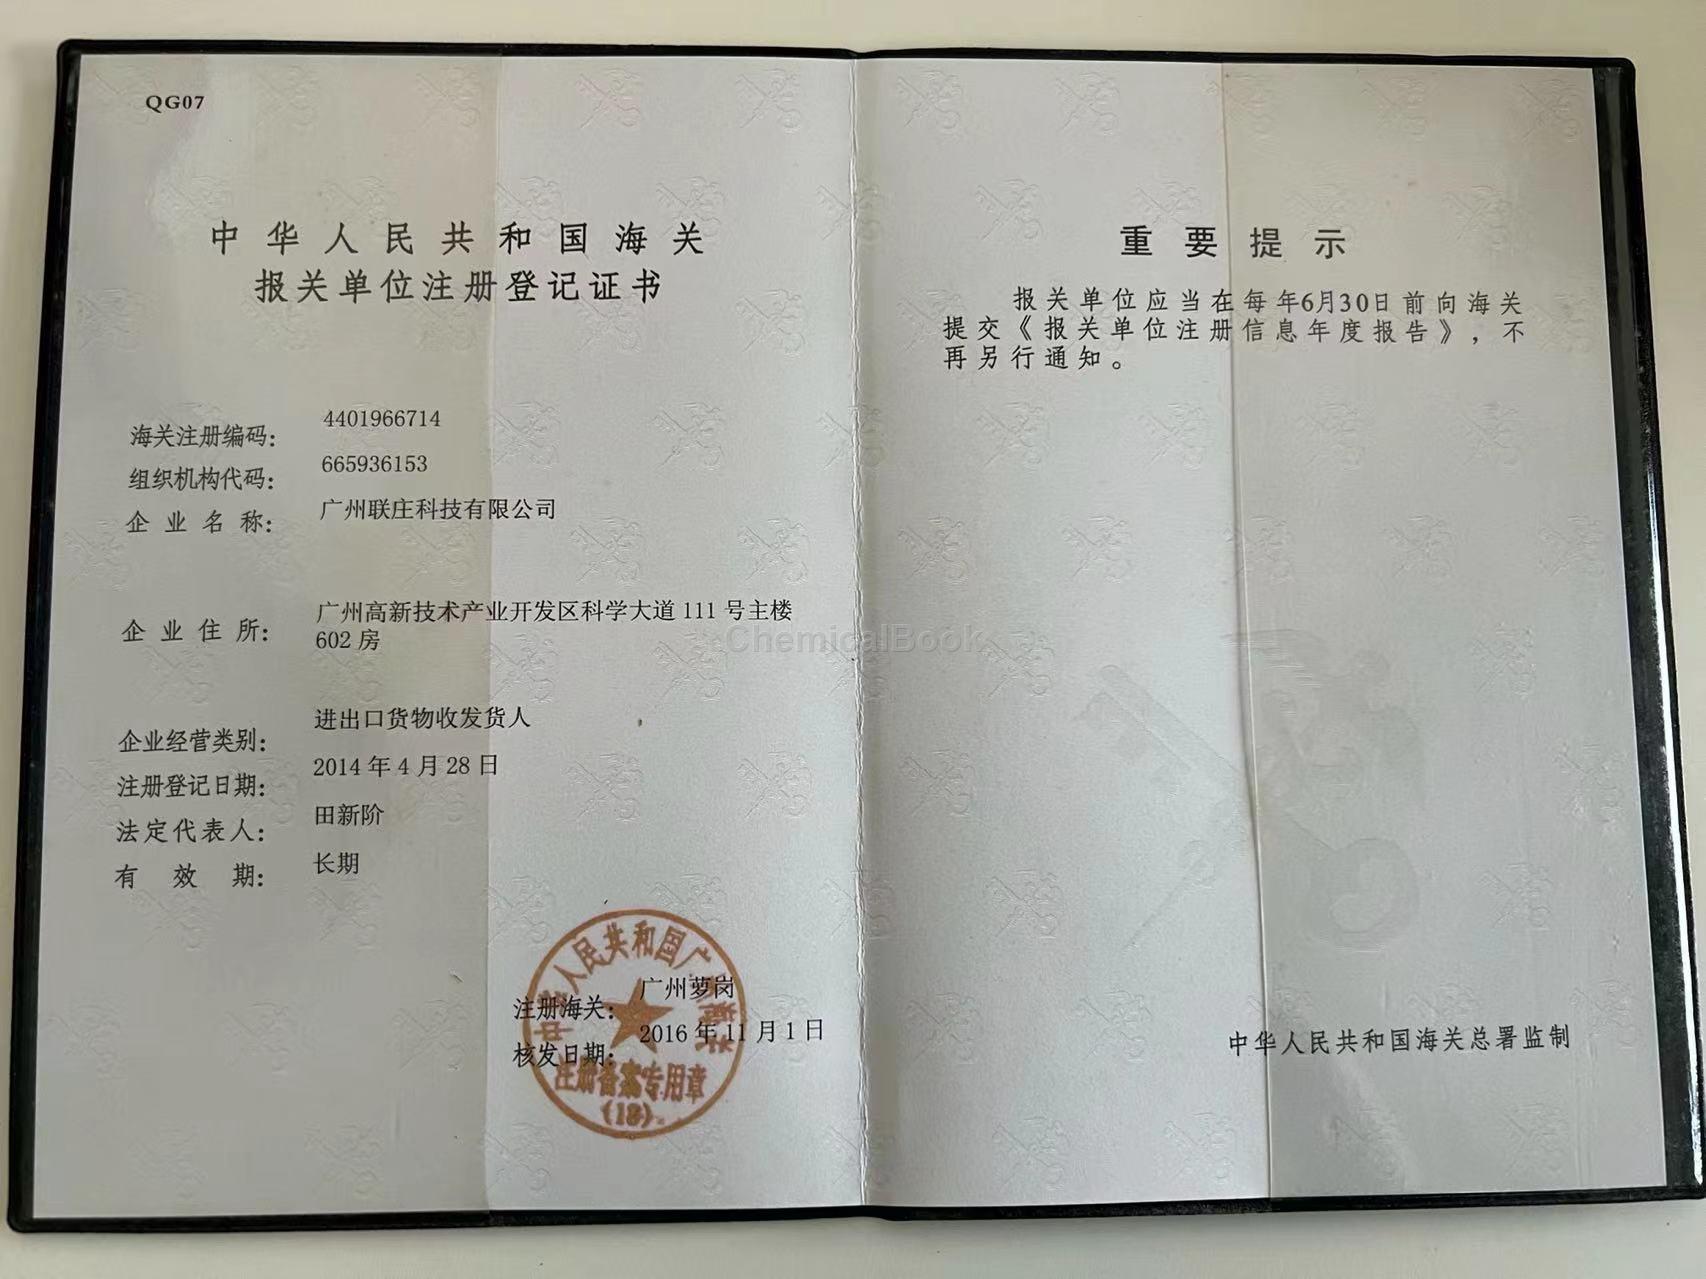 QG07
中华人民共和国海关
报关单位注册登记证书
海关注册编码: 4401966714
组织机构代码: 665936153
企业名称: 广州联庄科技有限公司
企业住所: 广州高新技术产业开发区科学大道111号主楼
602房
企业经营类别: 进出口货物收发货人
注册登记日期: 2014年4月28日
法定代表人: 田新阶
有效期: 长期
中华人民共和国广州海关
注册海关: 广州萝岗
核发日期: 2016年11月1日
注册备案专用章
(18)
重要提示
报关单位应当在每年6月30日前向海关
提交《报关单位注册信息年度报告》,不
再另行通知。
中华人民共和国海关总署监制
ChemicalBook